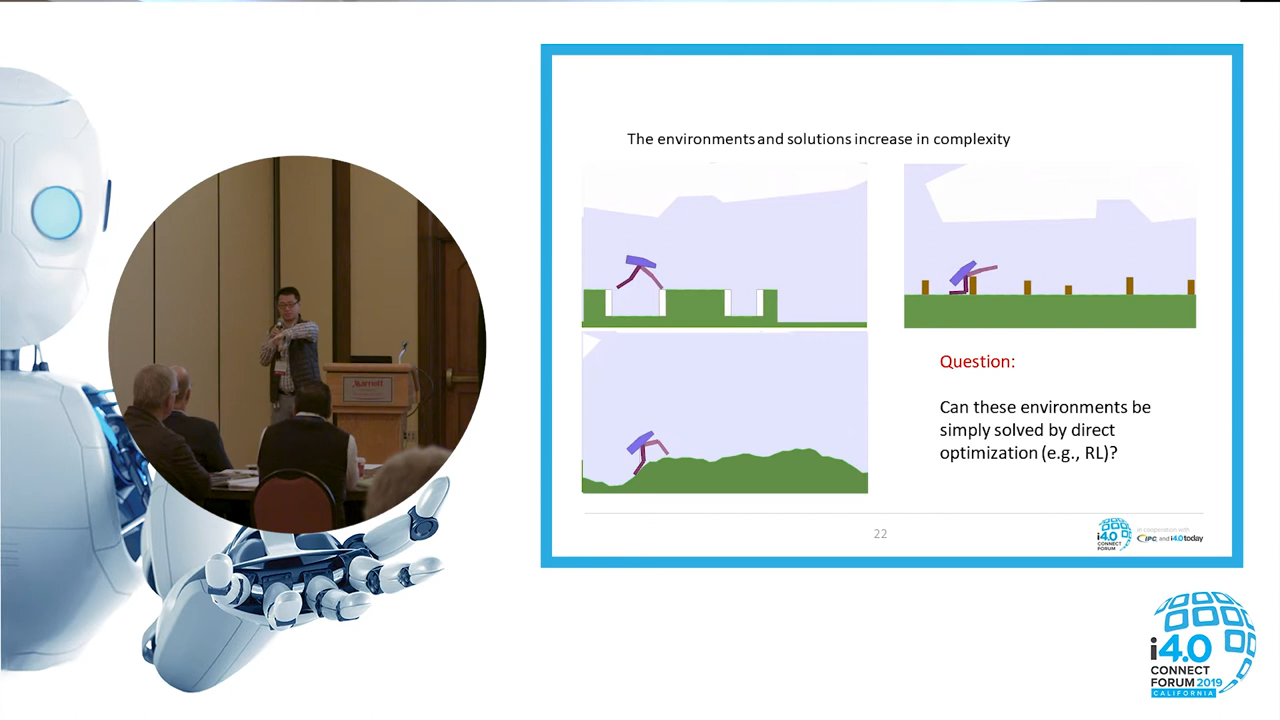 The environments and solutions increase in complexity
Question:
Can these environments be
simply solved by direct
optimization (e.g., RL)?
22
i4.0
CONNECT
FORUM
in cooperation with
IPC, and i4.0today
Marriott
i4.0
CONNECT
FORUM 2019
CALIFORNIA